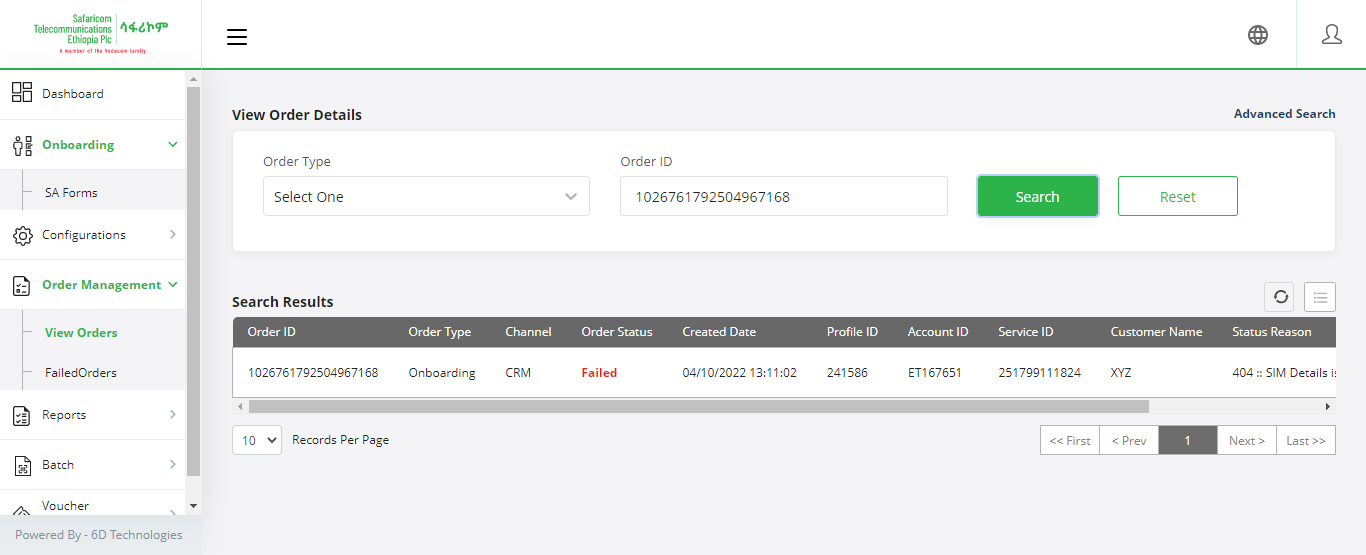 Safaricom
Telecommunications
Ethiopia Plc
ሳፋሪኮም
A member of the Vodacom family
Dashboard
Onboarding
SA Forms
Configurations
Order Management
View Orders
FailedOrders
Reports
Batch
Voucher
Powered By - 6D Technologies
View Order Details
Advanced Search
Order Type
Order ID
Select One
1026761792504967168
Search
Reset
Search Results
Order ID Order Type Channel Order Status Created Date Profile ID Account ID Service ID Customer Name Status Reason
1026761792504967168 Onboarding CRM Failed 04/10/2022 13:11:02 241586 ET167651 251799111824 XYZ 404 :: SIM Details is
10 Records Per Page
<< First < Prev 1 Next > Last >>